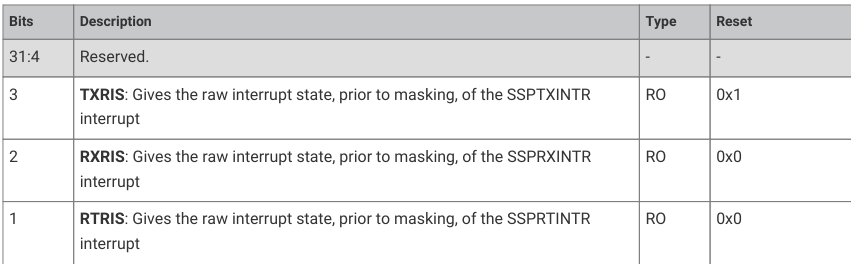 Bits Description Type Reset
31:4 Reserved. - -
3 TXRIS: Gives the raw interrupt state, prior to masking, of the SSPTXINTR RO 0x1
interrupt
2 RXRIS: Gives the raw interrupt state, prior to masking, of the SSPRXINTR RO 0x0
interrupt
1 RTRIS: Gives the raw interrupt state, prior to masking, of the SSPRTINTR RO 0x0
interrupt